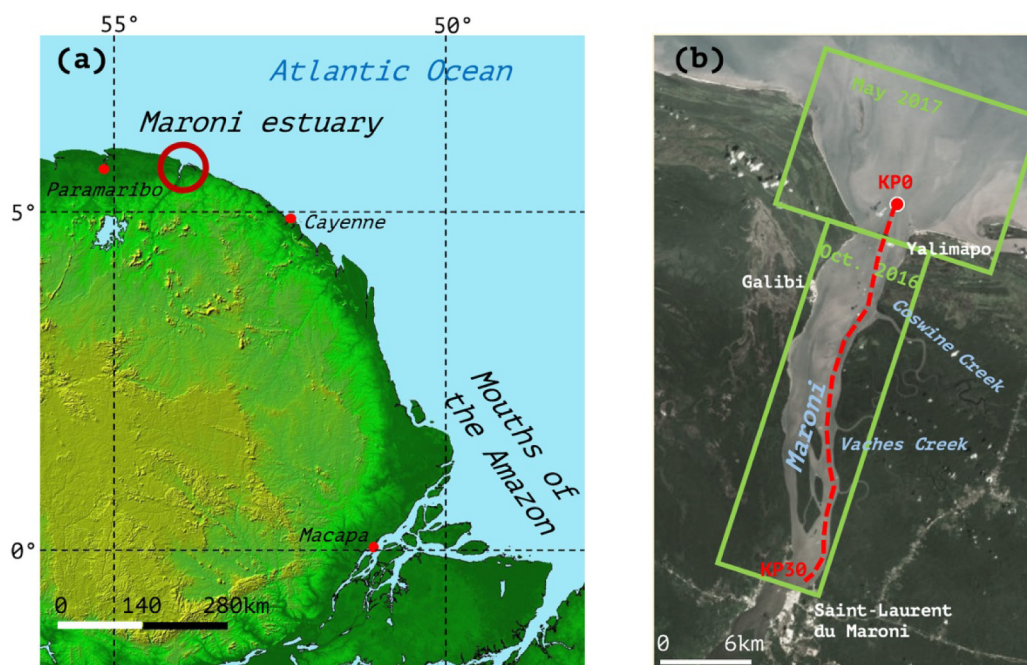 55°
50°
(a)
Atlantic Ocean
Maroni estuary
Paramaribo
5°
Cayenne
Mouths of
the Amazon
Macapa
0°
0 140 280km
(b)
May 2017
KP0
Yalimapo
Oct. 2016
Galibi
Coswine Creek
Maroni
Vaches Creek
KP30
Saint-Laurent
du Maroni
0 6km